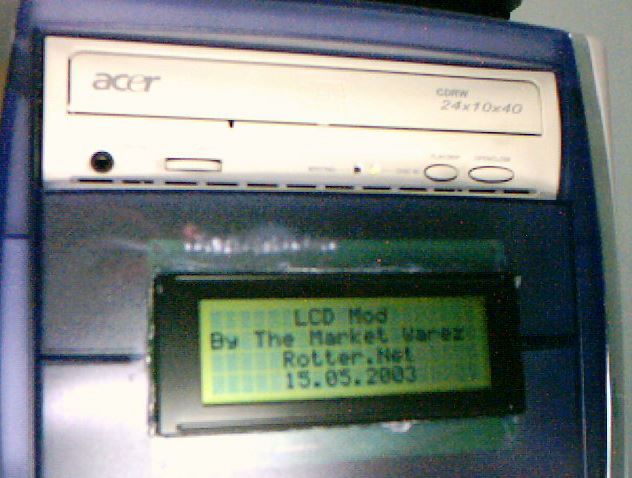 acer
CDRW
24x10x40
LCD Mod
By The Market Warez
Rotter.Net
15.05.2003